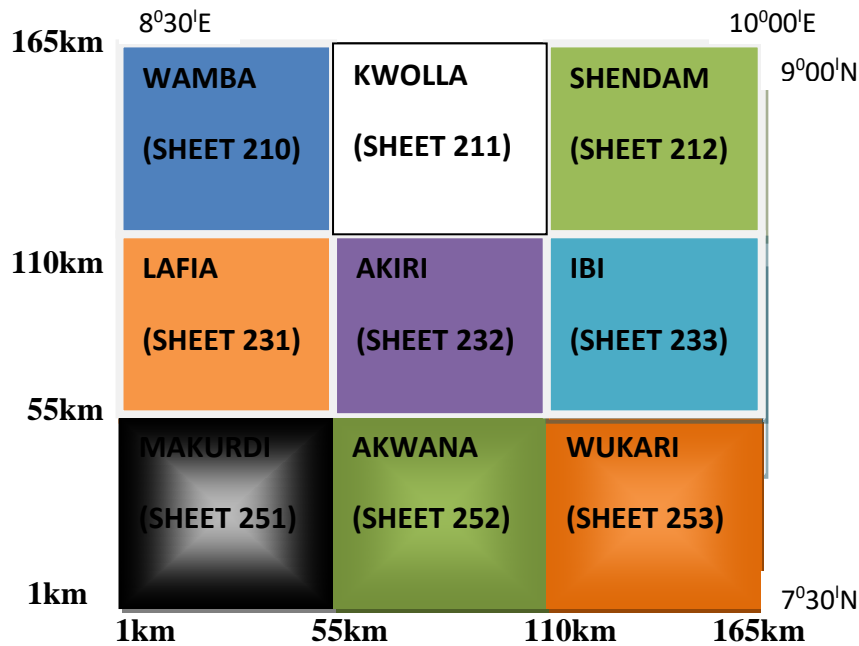 8⁰30ᴵE
10⁰00ᴵE
165km
9⁰00ᴵN
WAMBA
(SHEET 210)
KWOLLA
(SHEET 211)
SHENDAM
(SHEET 212)
110km
LAFIA
(SHEET 231)
AKIRI
(SHEET 232)
IBI
(SHEET 233)
55km
MAKURDI
(SHEET 251)
AKWANA
(SHEET 252)
WUKARI
(SHEET 253)
1km
7⁰30ᴵN
1km
55km
110km
165km